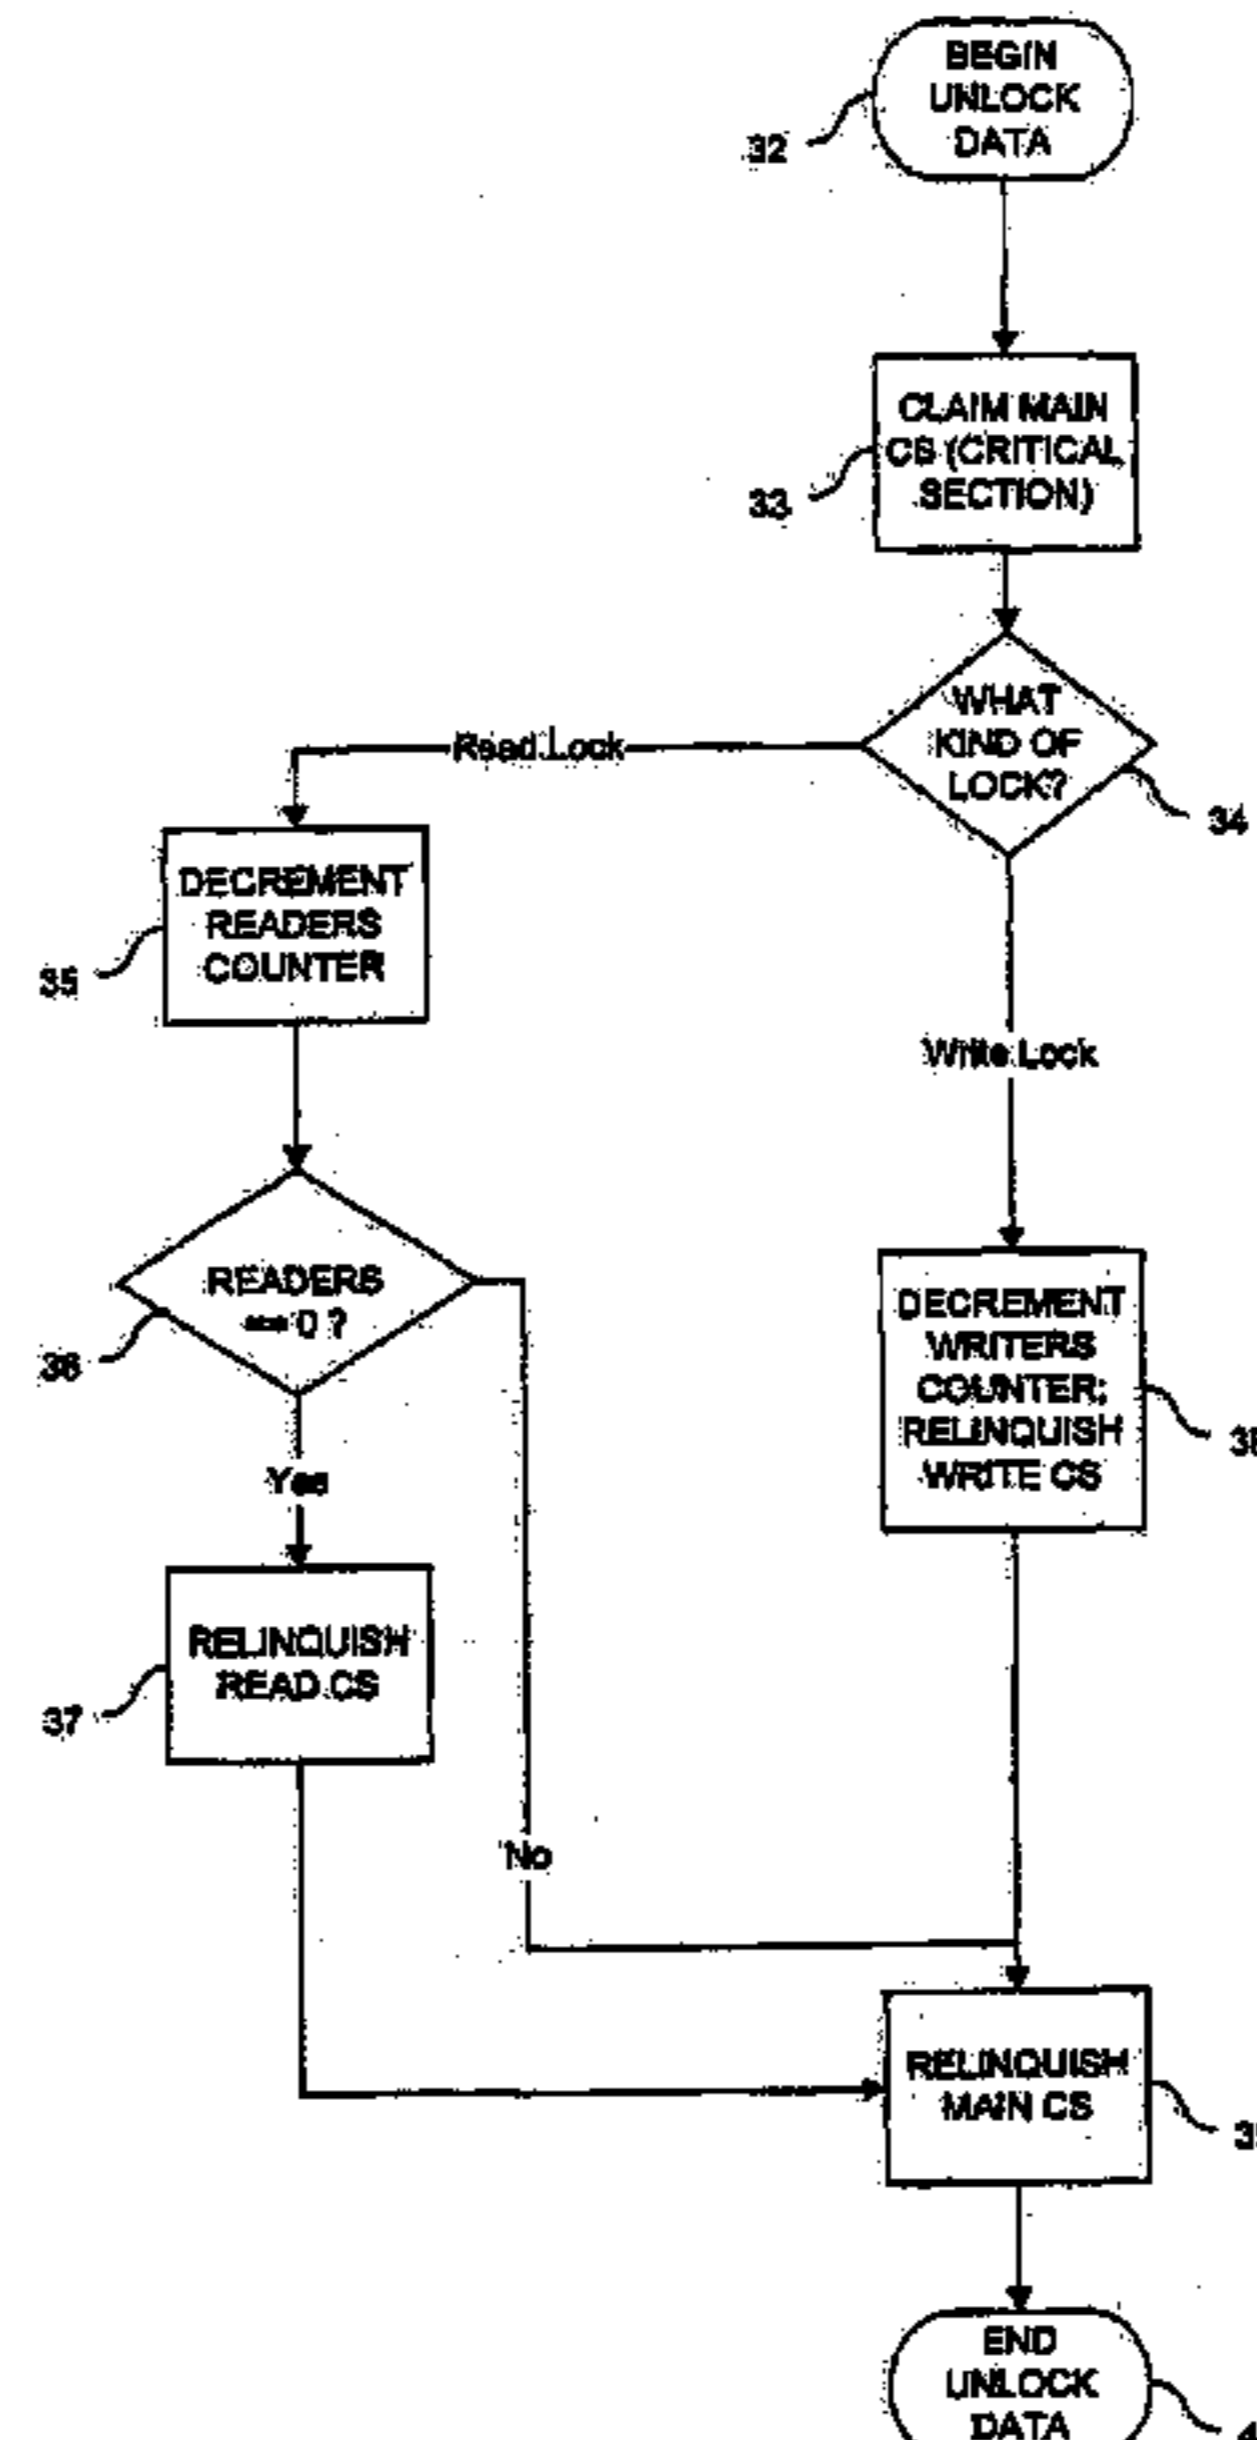 BEGIN
UNLOCK
DATA
32
CLAIM MAIN
CS (CRITICAL
SECTION)
33
WHAT
KIND OF
LOCK?
34
Read Lock
DECREMENT
READERS
COUNTER
35
Write Lock
READERS
== 0 ?
36
DECREMENT
WRITERS
COUNTER;
RELINQUISH
WRITE CS
Yes
RELINQUISH
READ CS
37
No
RELINQUISH
MAIN CS
END
UNLOCK
DATA